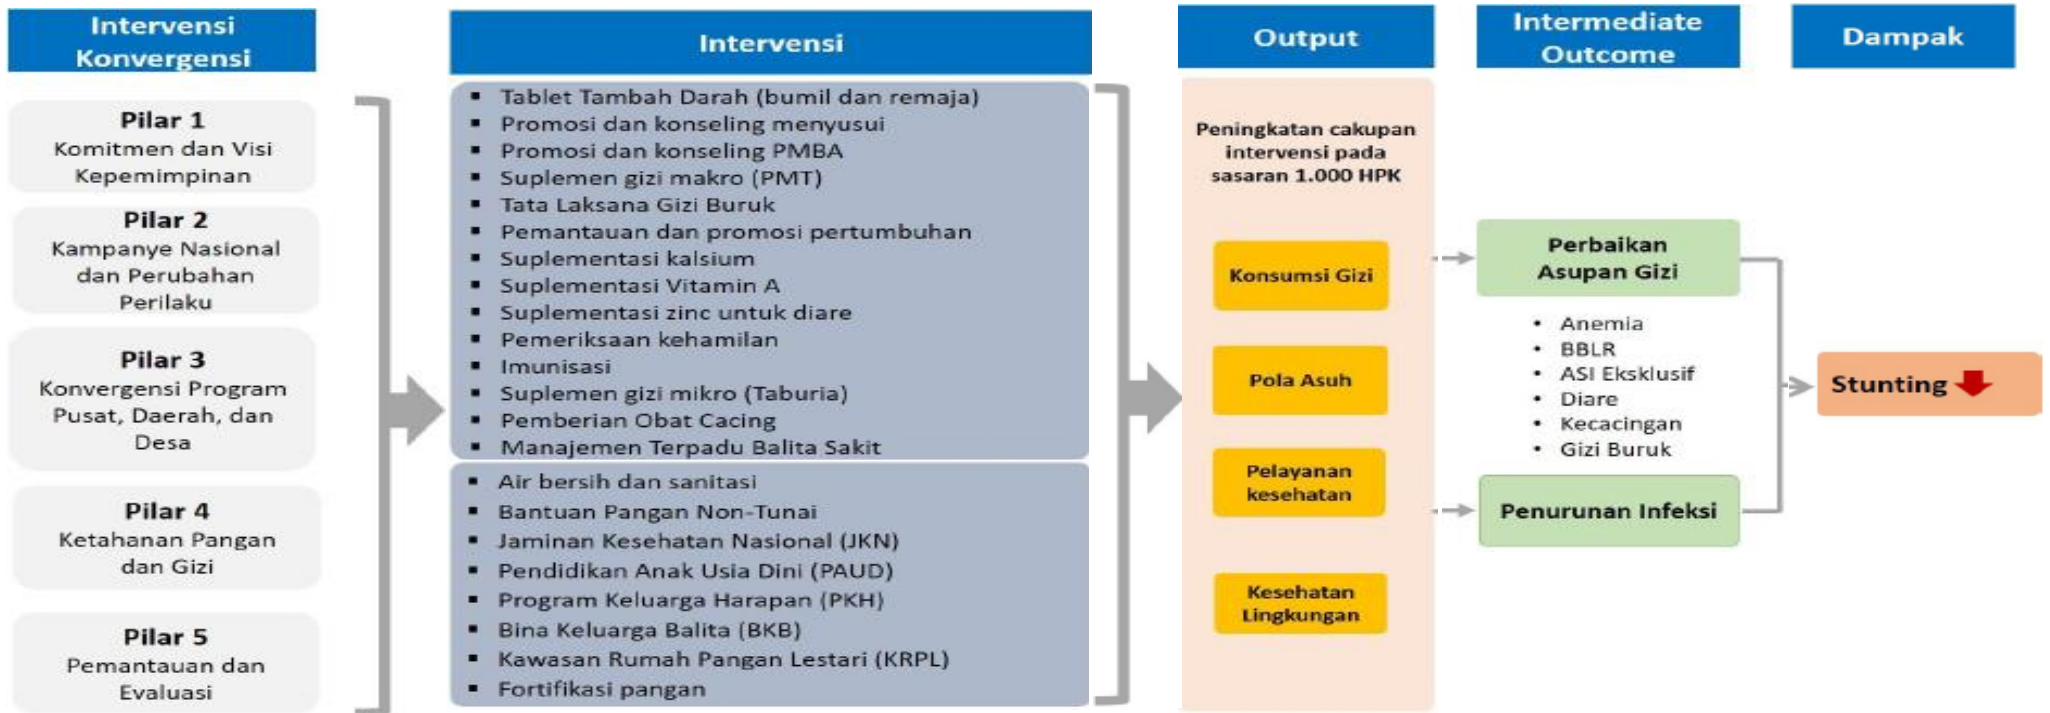 Intervensi
Konvergensi
Pilar 1
Komitmen dan Visi
Kepemimpinan
Pilar 2
Kampanye Nasional
dan Perubahan
Perilaku
Pilar 3
Konvergensi Program
Pusat, Daerah, dan
Desa
Pilar 4
Ketahanan Pangan
dan Gizi
Pilar 5
Pemantauan dan
Evaluasi
Intervensi
▪ Tablet Tambah Darah (bumil dan remaja)
▪ Promosi dan konseling menyusui
▪ Promosi dan konseling PMBA
▪ Suplemen gizi makro (PMT)
▪ Tata Laksana Gizi Buruk
▪ Pemantauan dan promosi pertumbuhan
▪ Suplementasi kalsium
▪ Suplementasi Vitamin A
▪ Suplementasi zinc untuk diare
▪ Pemeriksaan kehamilan
▪ Imunisasi
▪ Suplemen gizi mikro (Taburia)
▪ Pemberian Obat Cacing
▪ Manajemen Terpadu Balita Sakit
▪ Air bersih dan sanitasi
▪ Bantuan Pangan Non-Tunai
▪ Jaminan Kesehatan Nasional (JKN)
▪ Pendidikan Anak Usia Dini (PAUD)
▪ Program Keluarga Harapan (PKH)
▪ Bina Keluarga Balita (BKB)
▪ Kawasan Rumah Pangan Lestari (KRPL)
▪ Fortifikasi pangan
Output
Peningkatan cakupan
intervensi pada
sasaran 1.000 HPK
Konsumsi Gizi
Pola Asuh
Pelayanan
kesehatan
Kesehatan
Lingkungan
Intermediate
Outcome
Perbaikan
Asupan Gizi
• Anemia
• BBLR
• ASI Eksklusif
• Diare
• Kecacingan
• Gizi Buruk
Penurunan Infeksi
Dampak
Stunting